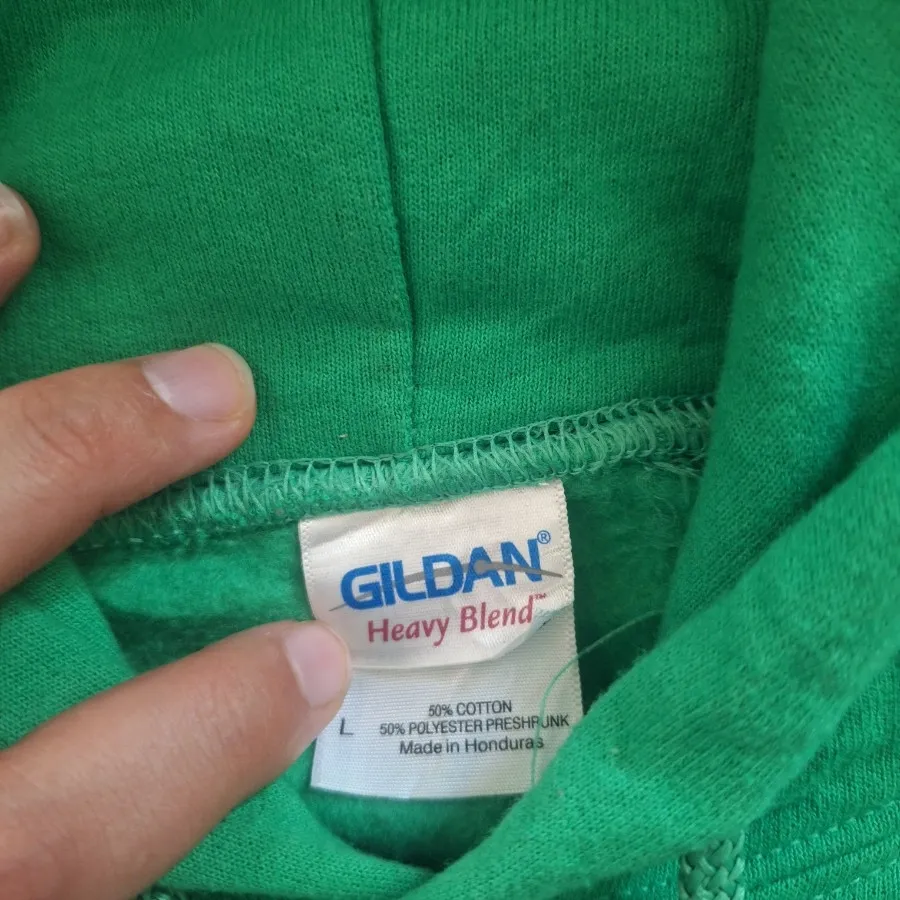 GILDAN®
Heavy Blend™
50% COTTON
L 50% POLYESTER PRESHRUNK
Made in Honduras